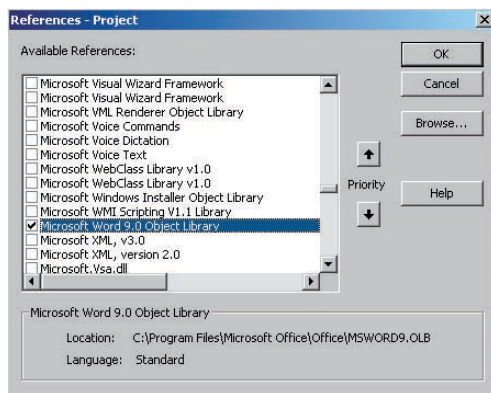 References - Project
Available References:
Microsoft Visual Wizard Framework
Microsoft Visual Wizard Framework
Microsoft VML Renderer Object Library
Microsoft Voice Commands
Microsoft Voice Dictation
Microsoft Voice Text
Microsoft WebClass Library v1.0
Microsoft WebClass Library v1.0
Microsoft Windows Installer Object Library
Microsoft WMI Scripting V1.1 Library
Microsoft Word 9.0 Object Library
Microsoft XML, v3.0
Microsoft XML, version 2.0
Microsoft.Vsa.dll
Priority
OK
Cancel
Browse...
Help
Microsoft Word 9.0 Object Library
Location: C:\Program Files\Microsoft Office\Office\MSWORD9.OLB
Language: Standard